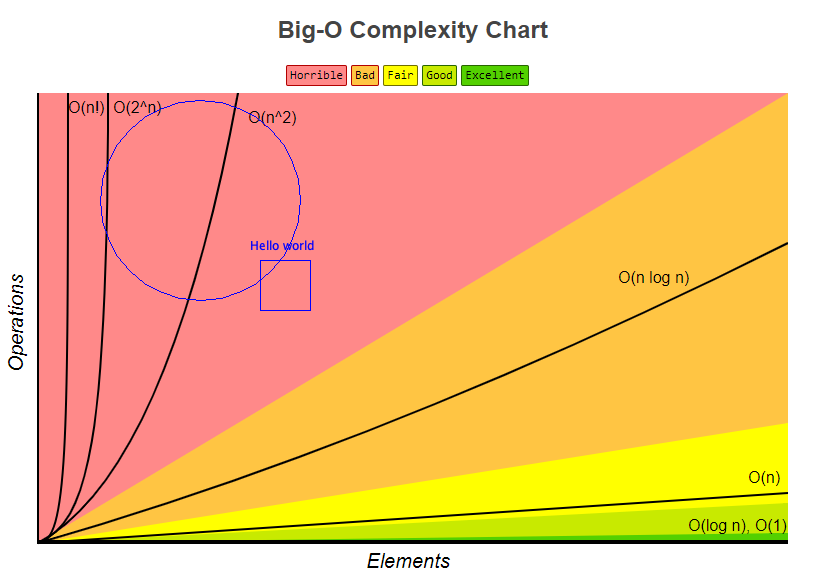 Big-O Complexity Chart
Horrible Bad Fair Good Excellent
O(n!) O(2^n)
O(n^2)
Hello world
O(n log n)
Operations
O(n)
O(log n), O(1)
Elements